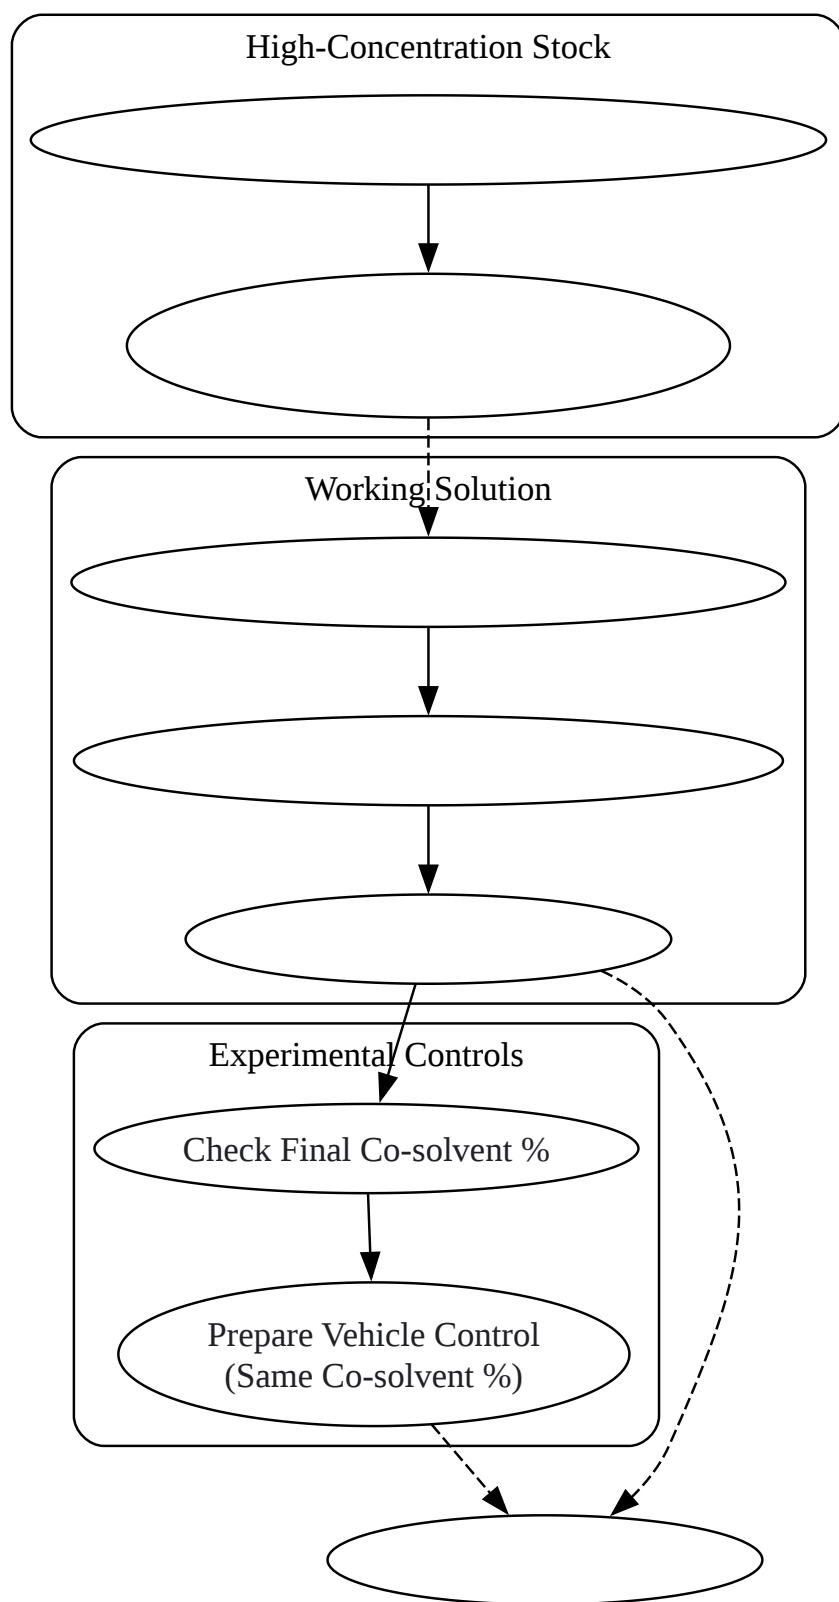 High-Concentration Stock
Working Solution
Experimental Controls
Check Final Co-solvent %
Prepare Vehicle Control
(Same Co-solvent %)